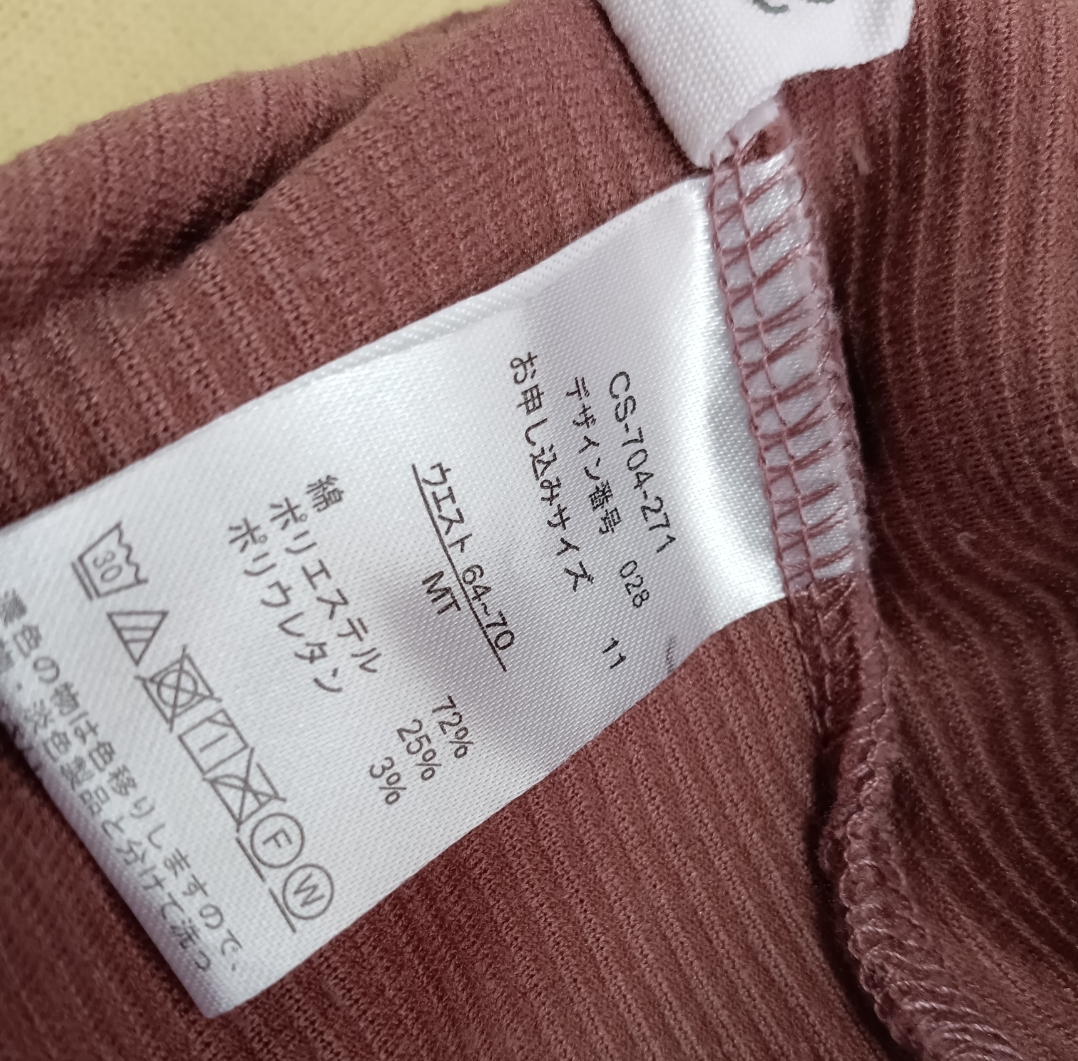 CS-704-271
デザイン番号 028
お申し込みサイズ 11
ウエスト 64~70
MT
綿 72%
ポリエステル 25%
ポリウレタン 3%
30
F W
濃色の物は色移りしますので、
物・淡色製品と分けて洗っ